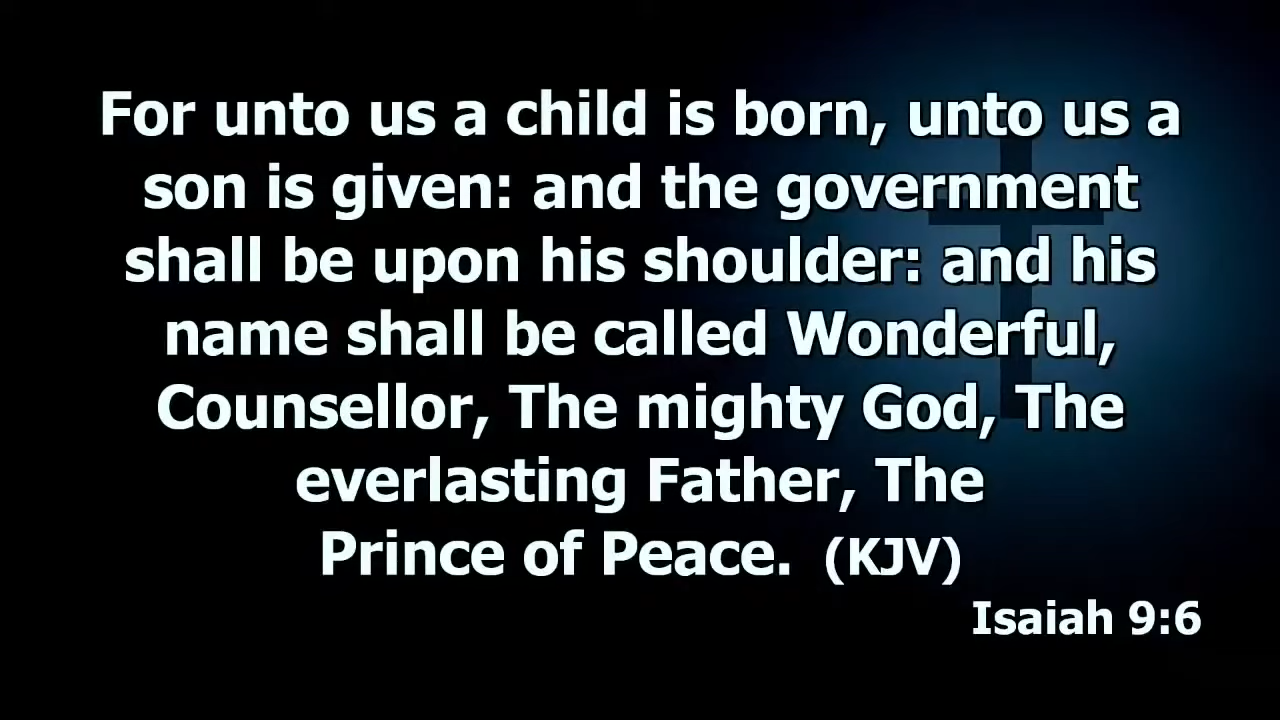 For unto us a child is born, unto us a
son is given: and the government
shall be upon his shoulder: and his
name shall be called Wonderful,
Counsellor, The mighty God, The
everlasting Father, The
Prince of Peace. (KJV)
Isaiah 9:6